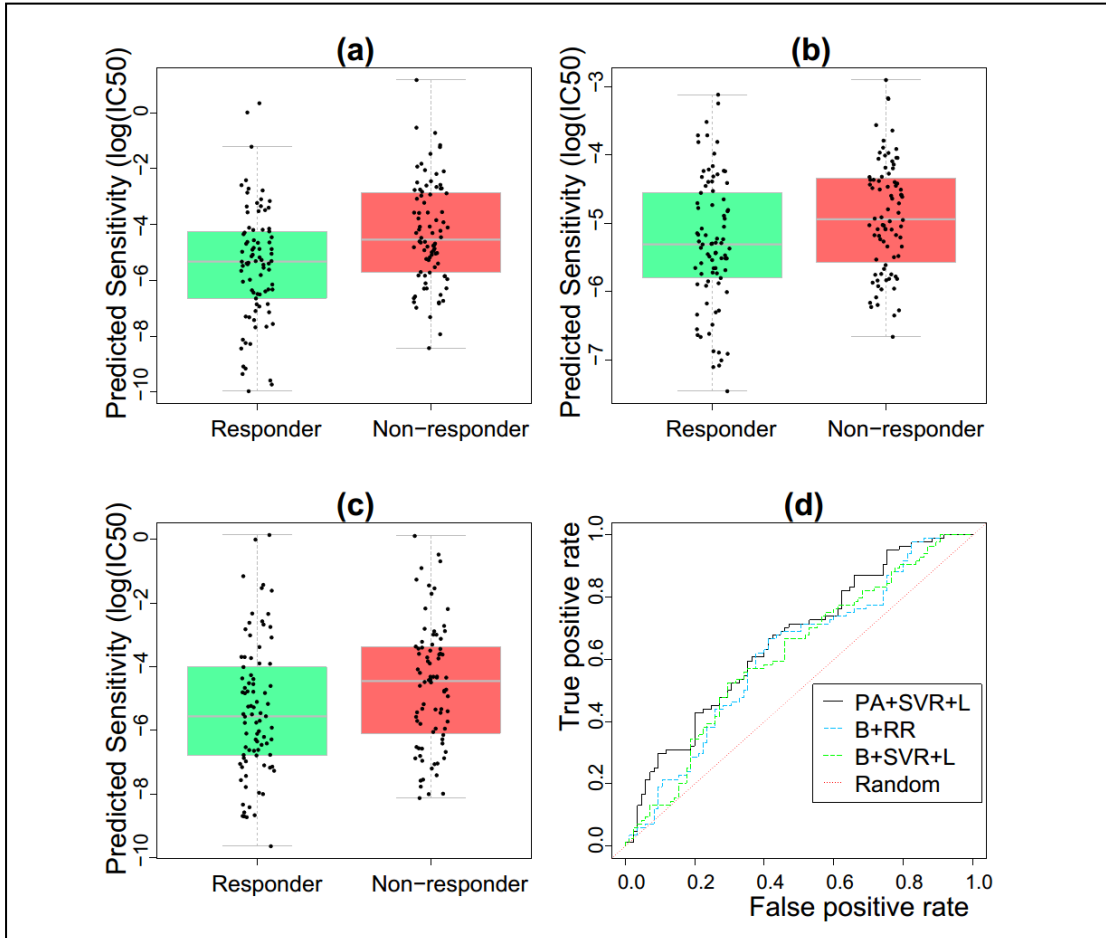 (a)
Predicted Sensitivity (log(IC50)
0
−2
−4
−6
−8
−10
Responder
Non−responder
(b)
Predicted Sensitivity (log(IC50)
−3
−4
−5
−6
−7
Responder
Non−responder
(c)
Predicted Sensitivity (log(IC50)
0
−2
−4
−6
−8
−10
Responder
Non−responder
(d)
True positive rate
1.0
0.8
0.6
0.4
0.2
0.0
PA+SVR+L
B+RR
B+SVR+L
Random
0.0 0.2 0.4 0.6 0.8 1.0
False positive rate